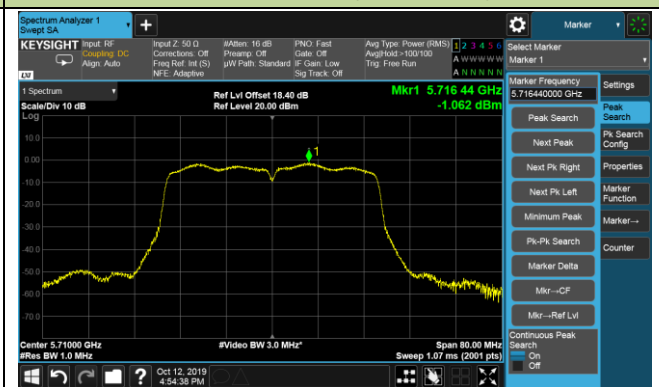 Spectrum Analyzer 1
Swept SA
+
Marker
KEYSIGHT
Input: RF
Coupling: DC
Align: Auto
Input Z: 50 Ω
Corrections: Off
Freq Ref: Int (S)
NFE: Adaptive
#Atten: 16 dB
Preamp: Off
µW Path: Standard
PNO: Fast
Gate: Off
IF Gain: Low
Sig Track: Off
Avg Type: Power (RMS)
Avg|Hold:>100/100
Trig: Free Run
1 2 3 4 5 6
A W W W W W
A N N N N N
LXI
Select Marker
Marker 1
1 Spectrum
Scale/Div 10 dB
Log
Ref Lvl Offset 18.40 dB
Ref Level 20.00 dBm
Mkr1 5.716 44 GHz
-1.062 dBm
10.0
0.00
-10.0
-20.0
-30.0
-40.0
-50.0
-60.0
-70.0
1
Center 5.71000 GHz
#Res BW 1.0 MHz
#Video BW 3.0 MHz*
Span 80.00 MHz
Sweep 1.07 ms (2001 pts)
Marker Frequency
5.716440000 GHz
Peak Search
Next Peak
Next Pk Right
Next Pk Left
Minimum Peak
Pk-Pk Search
Marker Delta
Mkr→CF
Mkr→Ref Lvl
Continuous Peak
Search
On
Off
Settings
Peak
Search
Pk Search
Config
Properties
Marker
Function
Marker→
Counter
?
Oct 12, 2019
4:54:38 PM